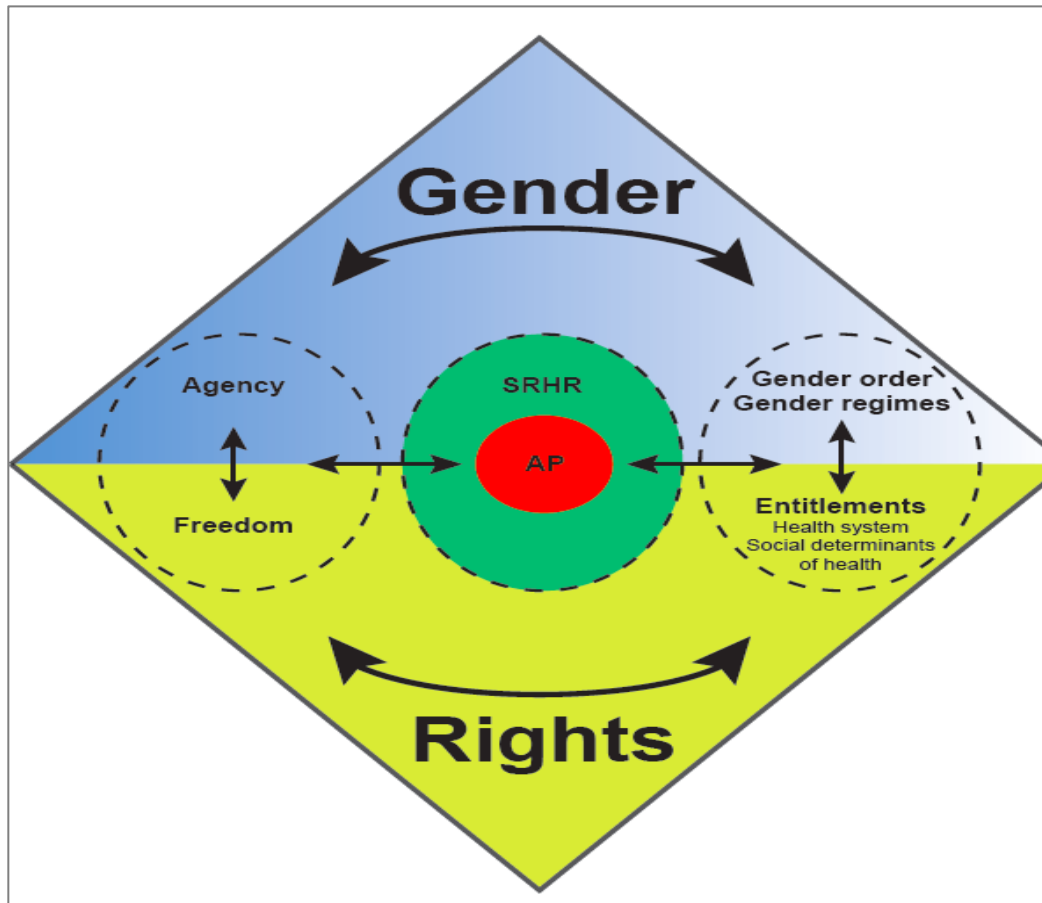 Gender
Agency
Freedom
SRHR
AP
Gender order
Gender regimes
Entitlements
Health system
Social determinants
of health
Rights